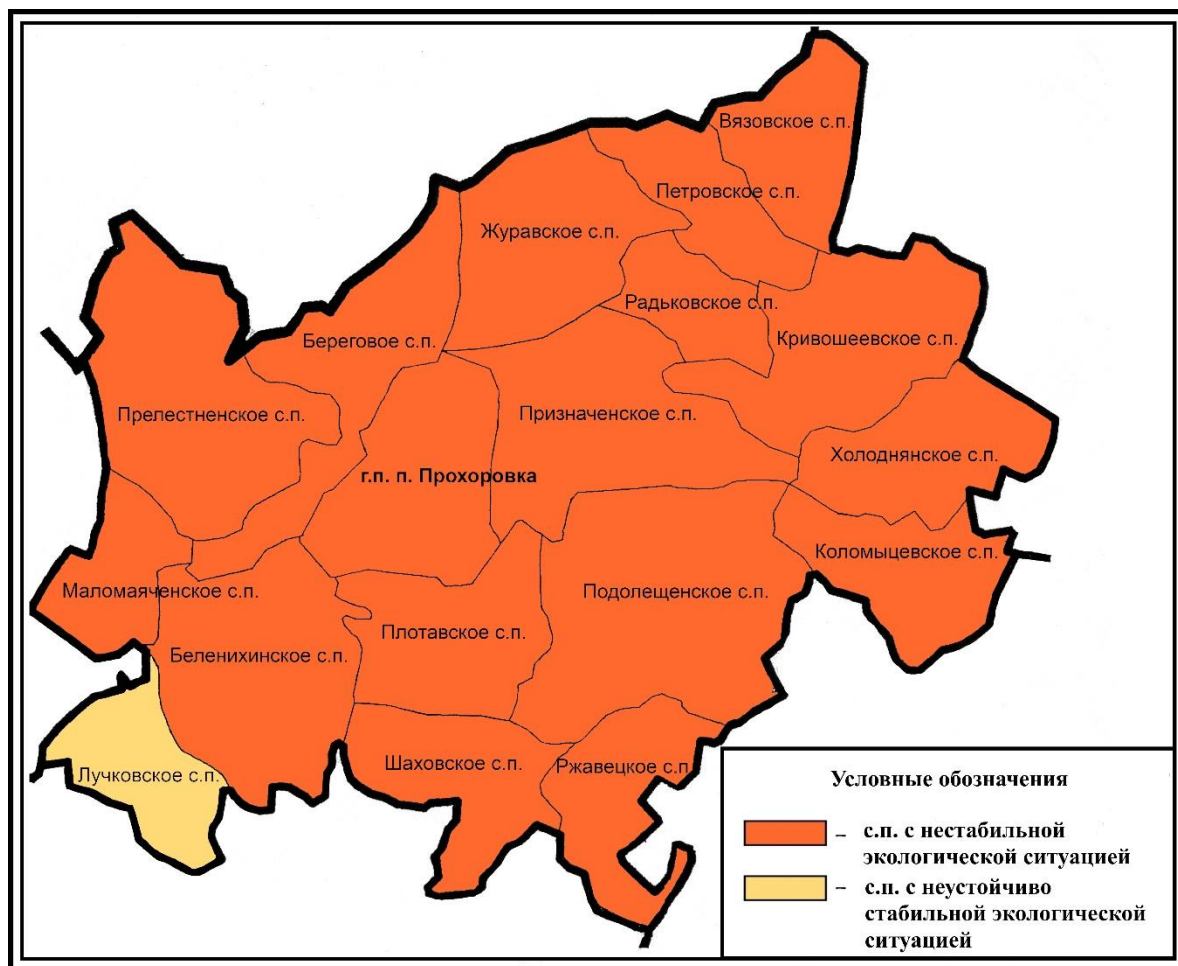 Вязовское с.п.
Петровское с.п.
Журавское с.п.
Радьковское с.п.
Береговое с.п.
Кривошеевское с.п.
Прелестненское с.п.
Призначенское с.п.
Холоднянское с.п.
г.п. п. Прохоровка
Коломыцевское с.п.
Маломаяченское с.п.
Подолещенское с.п.
Плотавское с.п.
Беленихинское с.п.
Лучковское с.п.
Шаховское с.п.
Ржавецкое с.п.
Условные обозначения
– с.п. с нестабильной
экологической ситуацией
– с.п. с неустойчиво
стабильной экологической
ситуацией